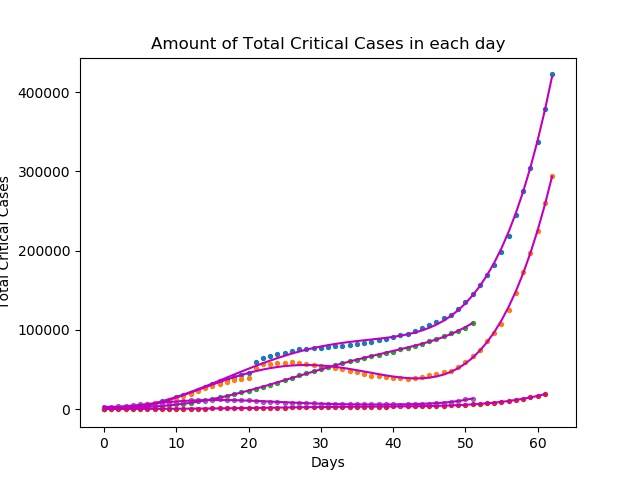 Amount of Total Critical Cases in each day
400000
300000
200000
100000
0
Total Critical Cases
0 10 20 30 40 50 60
Days